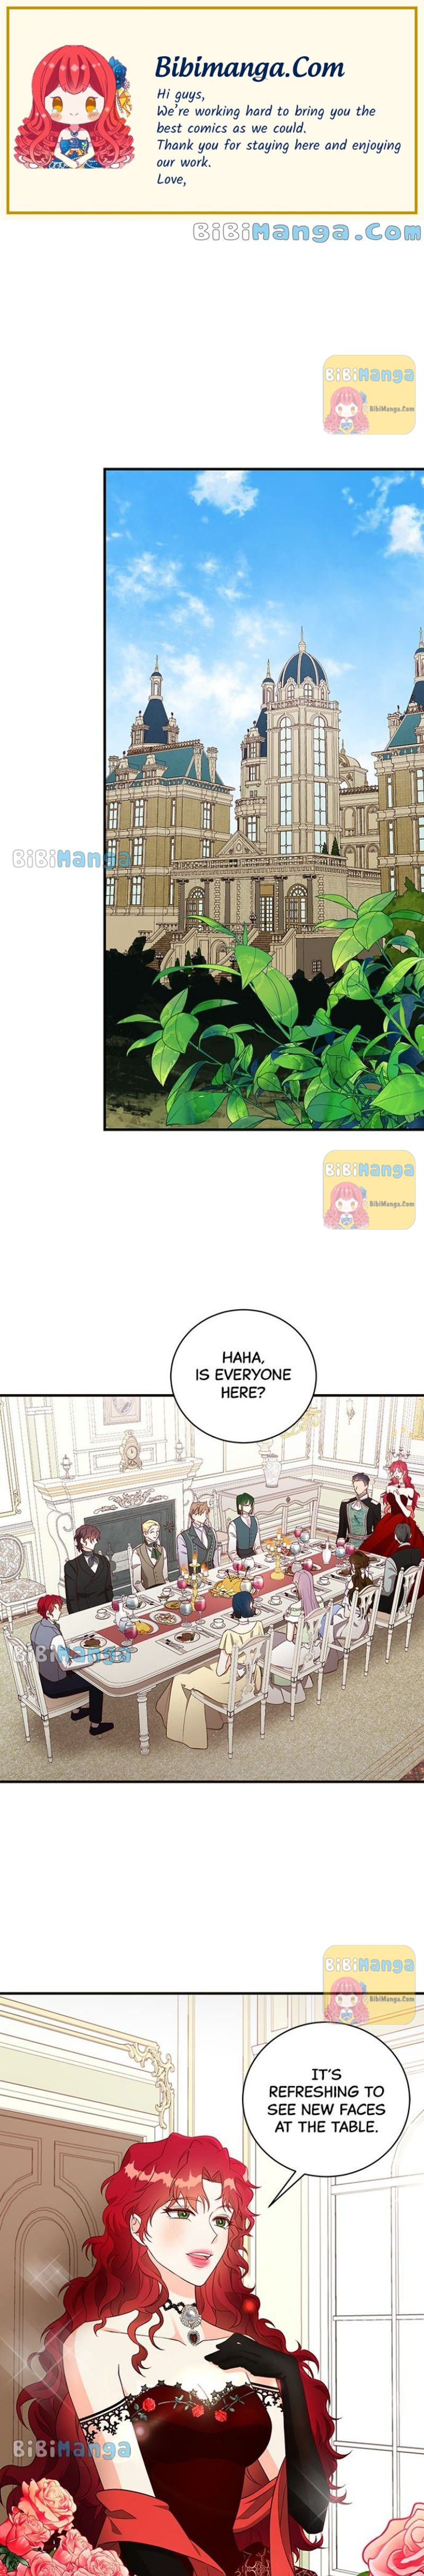 Bibimanga.Com
Hi guys,
We're working hard to bring you the
best comics as we could.
Thank you for staying here and enjoying
our work.
Love,
BiBiManga.Com
BiBiManga
BibiManga.Com
BiBiManga
BiBiManga
BibiManga.Com
HAHA,
IS EVERYONE
HERE?
BiBiManga
BiBiManga
BibiManga.Com
IT'S
REFRESHING TO
SEE NEW FACES
AT THE TABLE.
BiBiManga